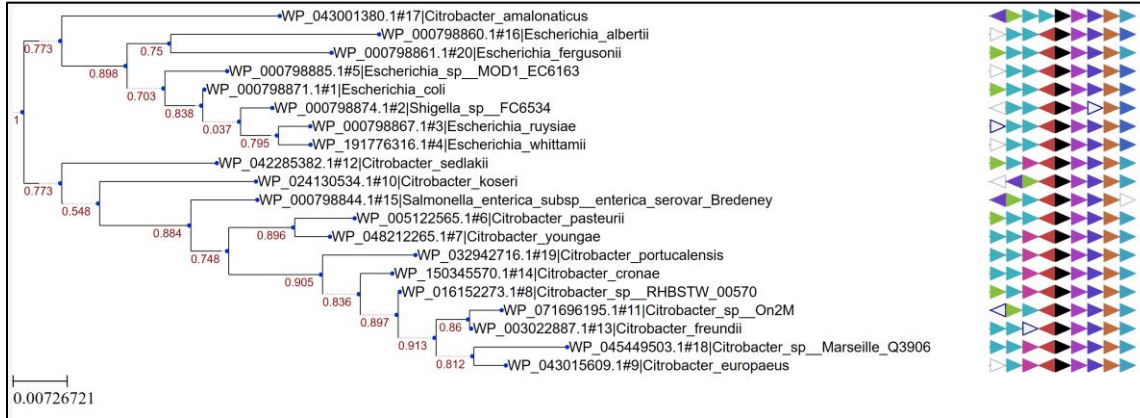 WP_043001380.1#17|Citrobacter_amalonaticus
0.773
WP_000798860.1#16|Escherichia_albertii
0.75
WP_000798861.1#20|Escherichia_fergusonii
0.898
WP_000798885.1#5|Escherichia_sp__MOD1_EC6163
0.703
WP_000798871.1#1|Escherichia_coli
0.838
WP_000798874.1#2|Shigella_sp__FC6534
1
0.037
WP_000798867.1#3|Escherichia_ruysiae
0.795
WP_191776316.1#4|Escherichia_whittamii
WP_042285382.1#12|Citrobacter_sedlakii
0.773
WP_024130534.1#10|Citrobacter_koseri
0.548
WP_000798844.1#15|Salmonella_enterica_subsp__enterica_serovar_Bredeney
0.884
WP_005122565.1#6|Citrobacter_pasteurii
0.896
WP_048212265.1#7|Citrobacter_youngae
0.748
WP_032942716.1#19|Citrobacter_portucalensis
0.905
WP_150345570.1#14|Citrobacter_cronae
0.836
WP_016152273.1#8|Citrobacter_sp__RHBSTW_00570
0.897
WP_071696195.1#11|Citrobacter_sp__On2M
0.86
WP_003022887.1#13|Citrobacter_freundii
0.913
WP_045449503.1#18|Citrobacter_sp__Marseille_Q3906
0.812
WP_043015609.1#9|Citrobacter_europaeus
0.00726721